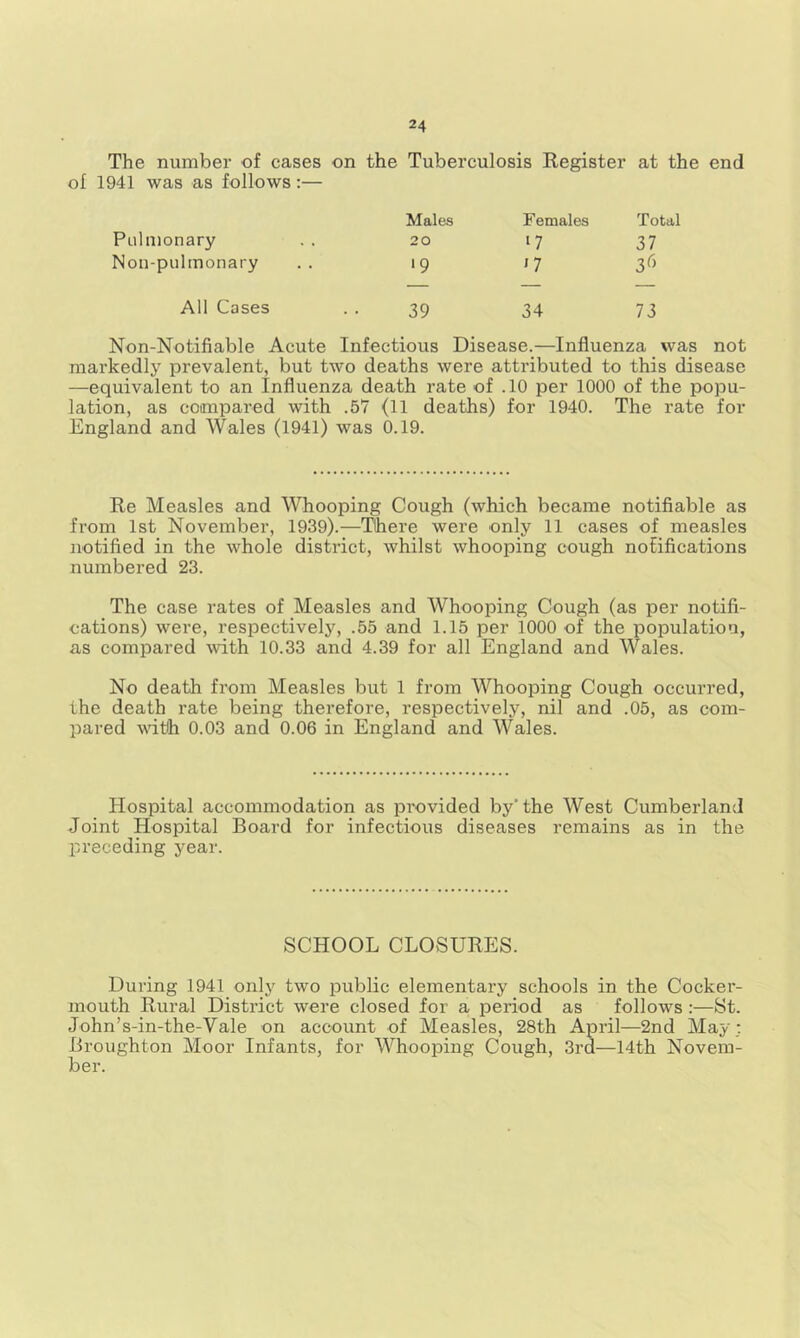 24
The number of cases on the Tuberculosis Register at the end
of 1941 was as follows :—
Males Females Total
Pulmonary . . 20 17 37
Non-pulmonary . . 19 17 36
All Cases . . 39 34 73
Non-Notifiable Acute Infectious Disease.—Influenza was not
markedly prevalent, but two deaths were attributed to this disease
—equivalent to an Influenza death rate of .10 per 1000 of the popu-
lation, as compared with .57 (11 deaths) for 1940. The rate for
England and Wales (1941) was 0.19.
Re Measles and Whooping Cough (which became notifiable as
from 1st November, 1939).—There were only 11 cases of measles
notified in the whole district, whilst whooping cough notifications
numbered 23.
The case rates of Measles and Whooping Cough (as per notifi-
cations) were, respectively, .55 and 1.15 per 1000 of the population,
as compared with 10.33 and 4.39 for all England and Wales.
No death from Measles but 1 from Whooping Cough occurred,
the death rate being therefore, respectively, nil and .05, as com-
pared with 0.03 and 0.06 in England and Wales.
Hospital accommodation as provided by the West Cumberland
Joint Hospital Board for infectious diseases remains as in the
preceding year.
SCHOOL CLOSURES.
During 1941 only two public elementary schools in the Cocker-
mouth Rural District were closed for a period as follows :—St.
John's-in-the-Vale on account of Measles, 28th April—2nd May ;
Broughton Moor Infants, for Whooping Cough, 3rd—14th Novem-
ber.